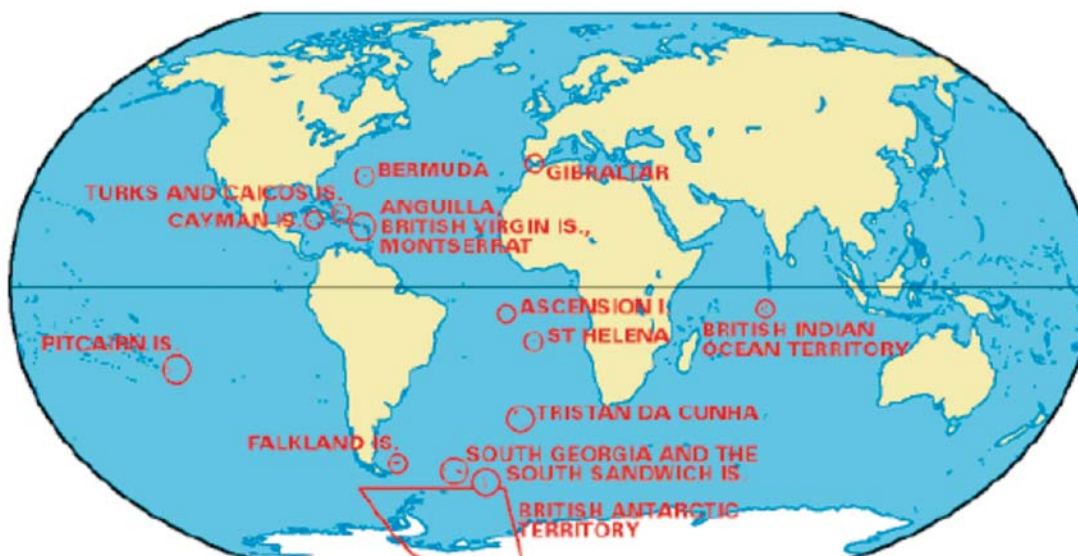 BERMUDA
GIBRALTAR
TURKS AND CAICOS IS.
CAYMAN IS.
ANGUILLA,
BRITISH VIRGIN IS.,
MONTSERRAT
ASCENSION I.
ST HELENA
BRITISH INDIAN
OCEAN TERRITORY
PITCAIRN IS.
TRISTAN DA CUNHA
FALKLAND IS.
SOUTH GEORGIA AND THE
SOUTH SANDWICH IS.
BRITISH ANTARCTIC
TERRITORY